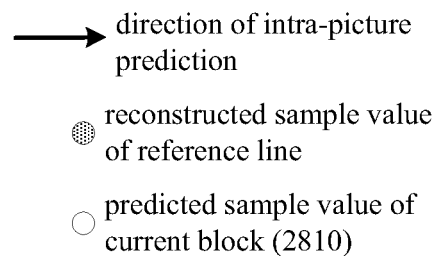 direction of intra-picture
prediction
reconstructed sample value
of reference line
predicted sample value of
current block (2810)